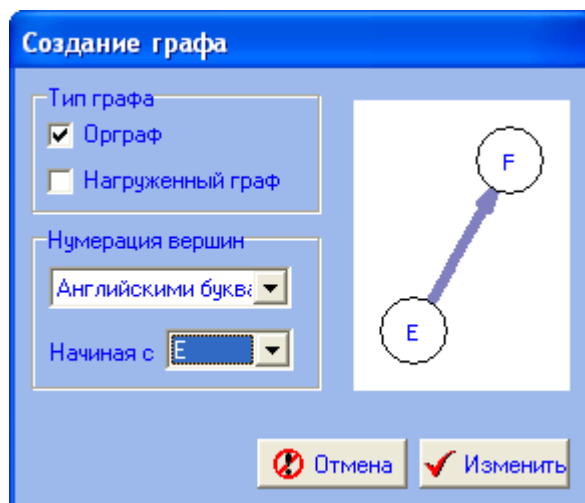 Создание графа
Тип графа
Орграф
Нагруженный граф
Нумерация вершин
Английскими буква
Начиная с E
F
E
Отмена
Изменить